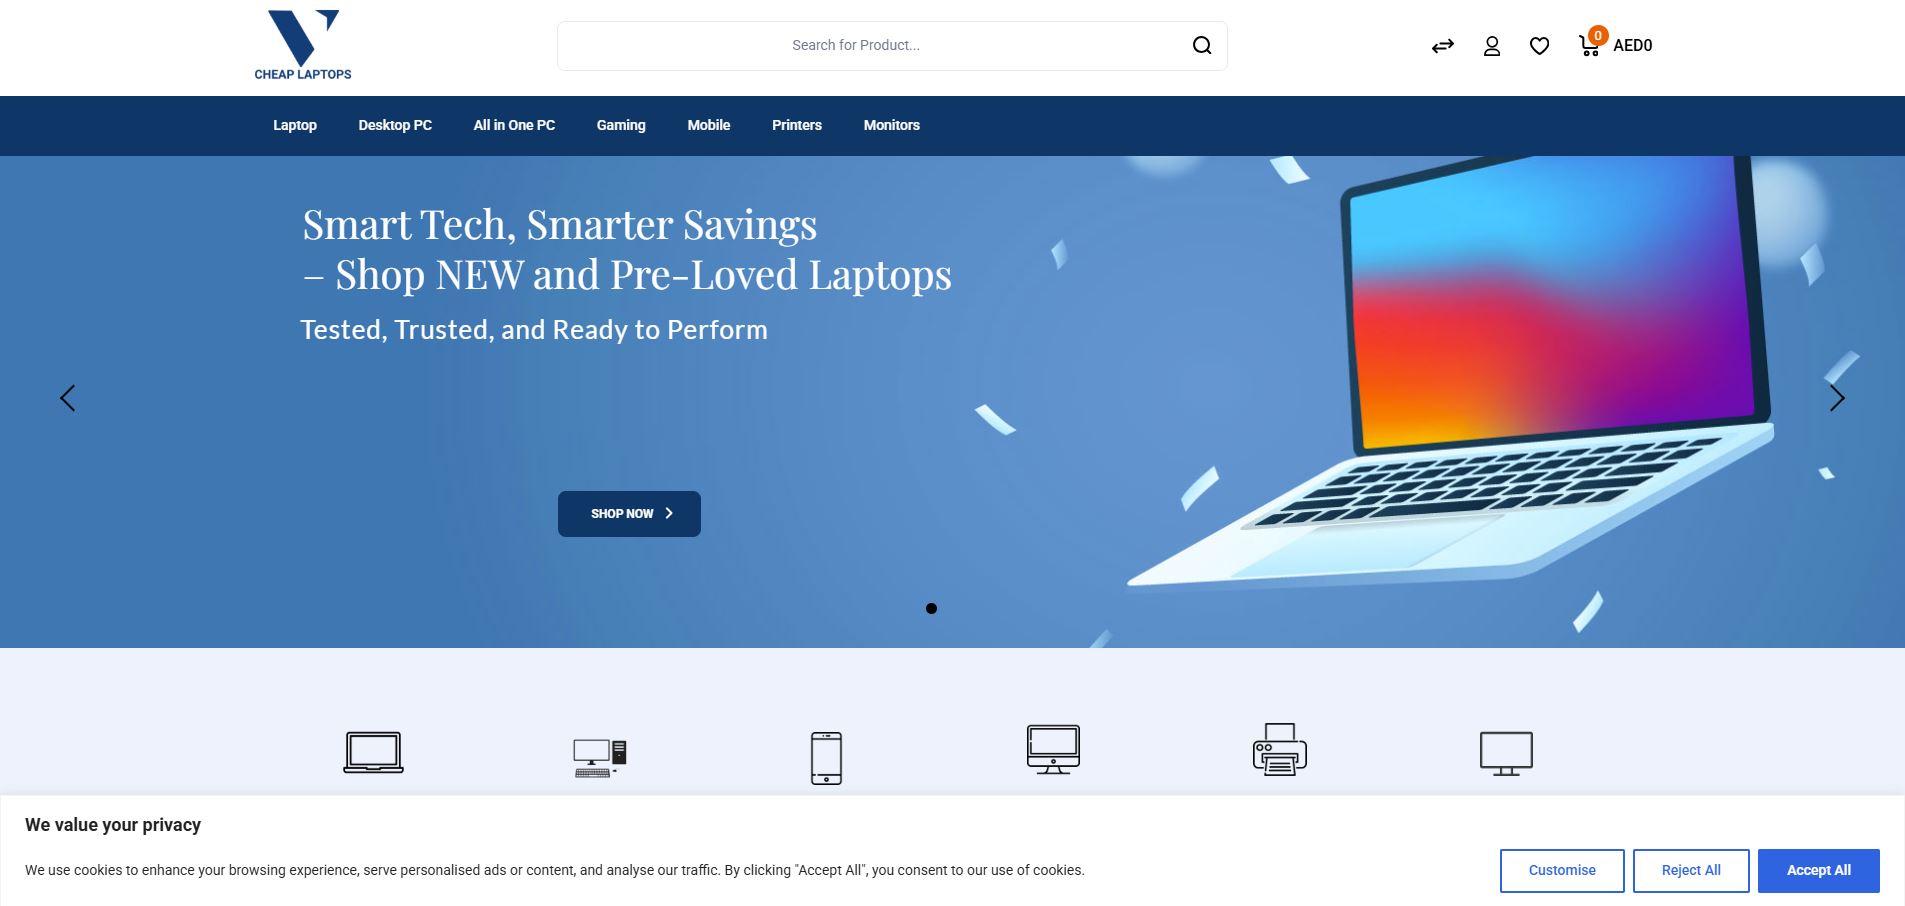 CHEAP LAPTOPS
Search for Product...
0
AED0
Laptop
Desktop PC
All in One PC
Gaming
Mobile
Printers
Monitors
Smart Tech, Smarter Savings
– Shop NEW and Pre-Loved Laptops
Tested, Trusted, and Ready to Perform
SHOP NOW
We value your privacy
We use cookies to enhance your browsing experience, serve personalised ads or content, and analyse our traffic. By clicking "Accept All", you consent to our use of cookies.
Customise
Reject All
Accept All